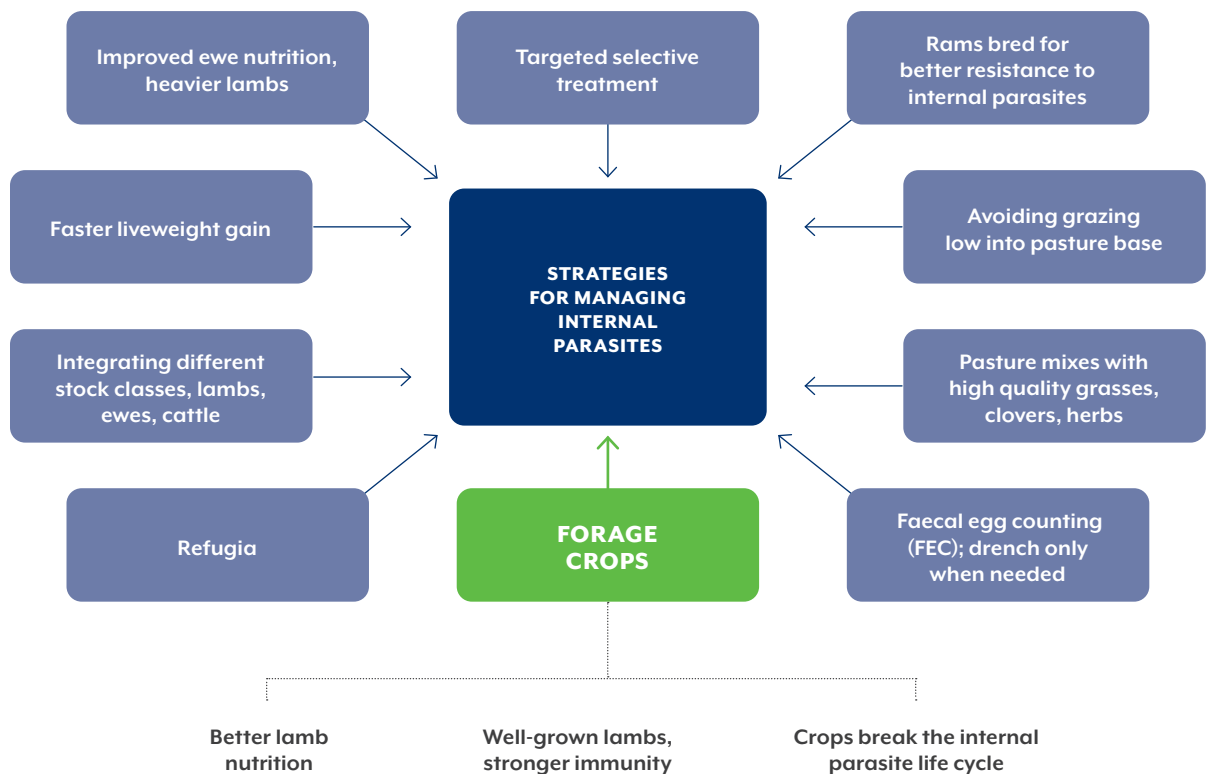 Improved ewe nutrition,
heavier lambs
Targeted selective
treatment
Rams bred for
better resistance to
internal parasites
Faster liveweight gain
STRATEGIES
FOR MANAGING
INTERNAL
PARASITES
Avoiding grazing
low into pasture base
Integrating different
stock classes, lambs,
ewes, cattle
Pasture mixes with
high quality grasses,
clovers, herbs
Refugia
FORAGE
CROPS
Faecal egg counting
(FEC); drench only
when needed
Better lamb
nutrition
Well-grown lambs,
stronger immunity
Crops break the internal
parasite life cycle